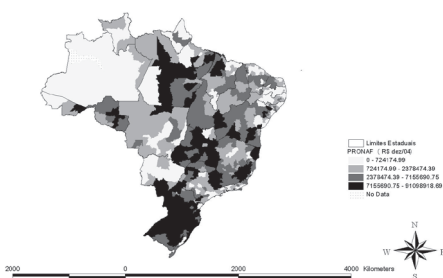 Limites Estaduais
PRONAF ( R$ dez/04)
0 - 724174.99
724174.99 - 2378474.39
2378474.39 - 7155690.75
7155690.75 - 91098918.69
No Data
N
W E
S
2000 0 2000 4000 Kilometers